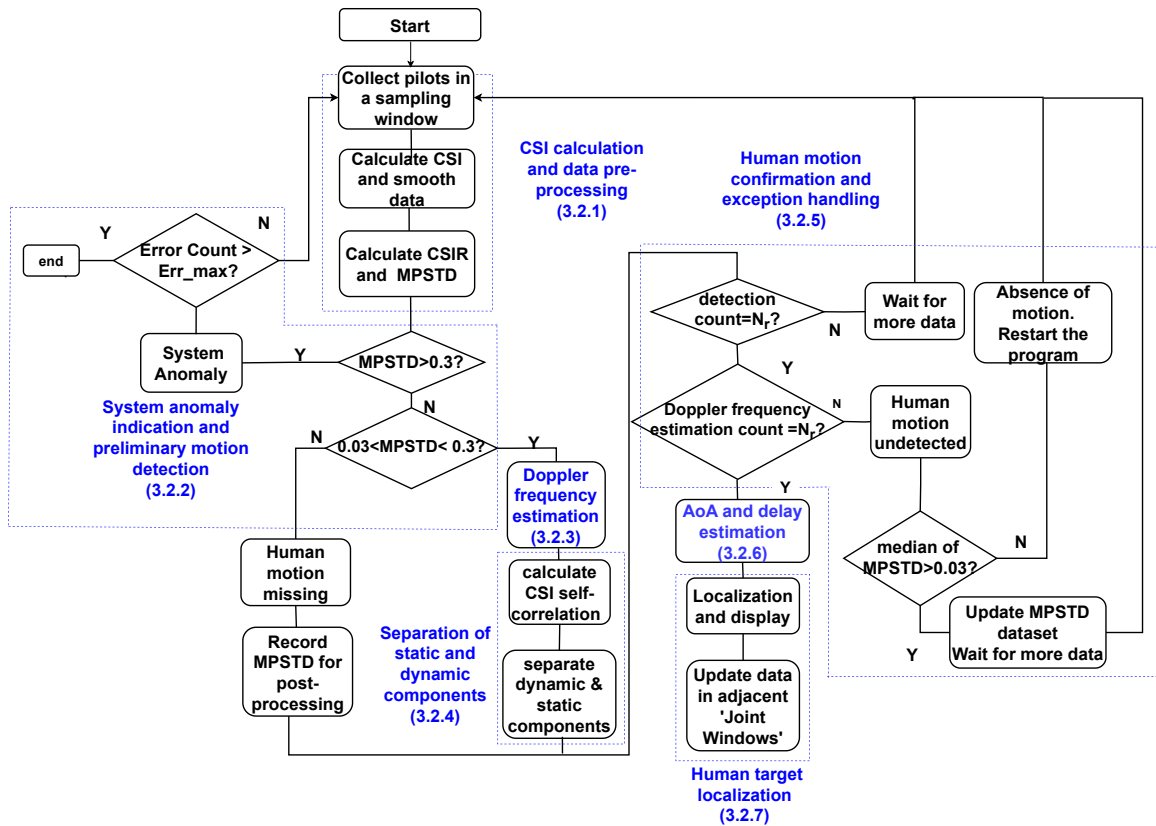 Start
Collect pilots in
a sampling
window
Calculate CSI
and smooth
data
Calculate CSIR
and MPSTD
CSI calculation
and data pre-
processing
(3.2.1)
Human motion
confirmation and
exception handling
(3.2.5)
Y
N
end
Error Count >
Err_max?
System
Anomaly
Y
MPSTD>0.3?
N
System anomaly
indication and
preliminary motion
detection
(3.2.2)
N
0.03<MPSTD< 0.3?
Y
Doppler
frequency
estimation
(3.2.3)
Human
motion
missing
Record
MPSTD for
post-
processing
calculate
CSI self-
correlation
separate
dynamic &
static
components
Separation of
static and
dynamic
components
(3.2.4)
detection
count=Nr?
N
Wait for
more data
Absence of
motion.
Restart the
program
Y
Doppler frequency
estimation count =Nr?
N
Human
motion
undetected
Y
AoA and delay
estimation
(3.2.6)
median of
MPSTD>0.03?
N
Y
Update MPSTD
dataset
Wait for more data
Localization
and display
Update data
in adjacent
'Joint
Windows'
Human target
localization
(3.2.7)